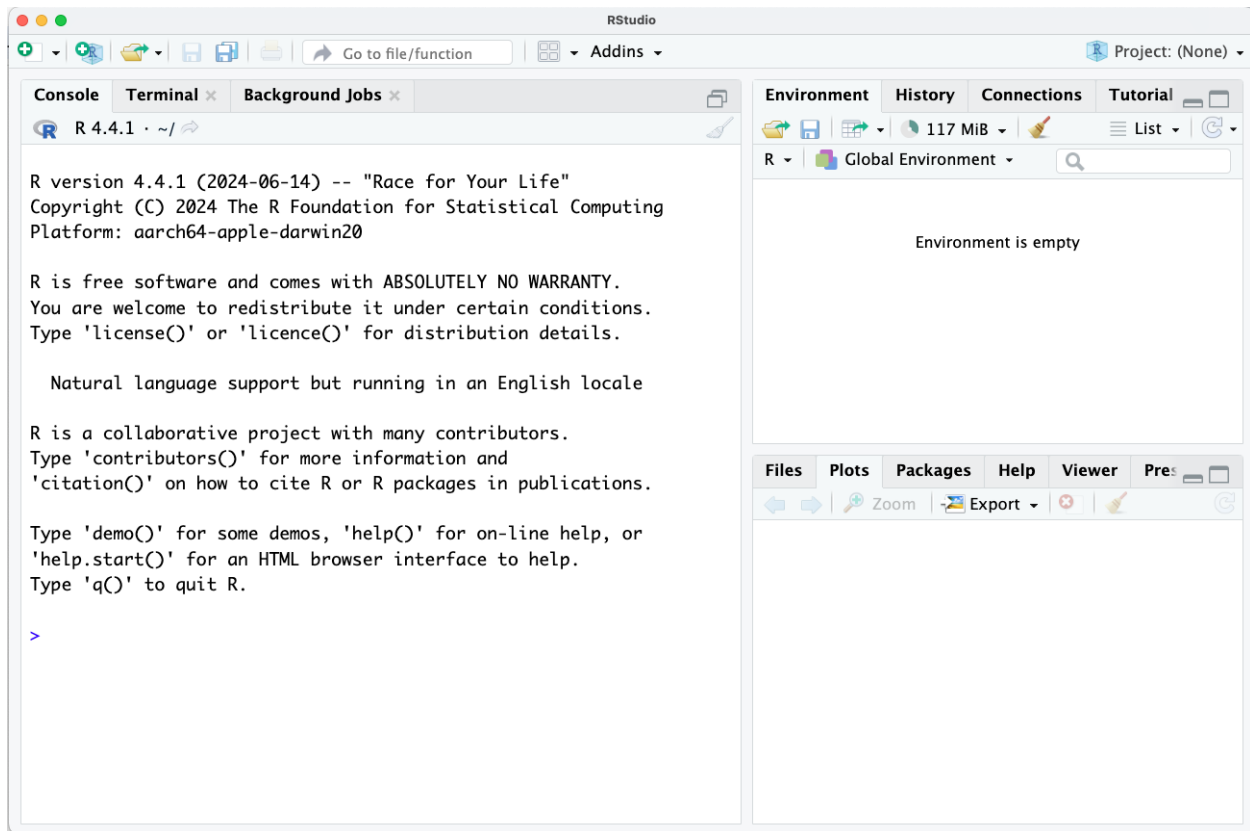 RStudio
Go to file/function
Addins
Project: (None)
Console Terminal Background Jobs
R 4.4.1 · ~/
R version 4.4.1 (2024-06-14) -- "Race for Your Life"
Copyright (C) 2024 The R Foundation for Statistical Computing
Platform: aarch64-apple-darwin20
R is free software and comes with ABSOLUTELY NO WARRANTY.
You are welcome to redistribute it under certain conditions.
Type 'license()' or 'licence()' for distribution details.
Natural language support but running in an English locale
R is a collaborative project with many contributors.
Type 'contributors()' for more information and
'citation()' on how to cite R or R packages in publications.
Type 'demo()' for some demos, 'help()' for on-line help, or
'help.start()' for an HTML browser interface to help.
Type 'q()' to quit R.
>
Environment History Connections Tutorial
117 MiB List
R Global Environment
Environment is empty
Files Plots Packages Help Viewer Pres
Zoom Export